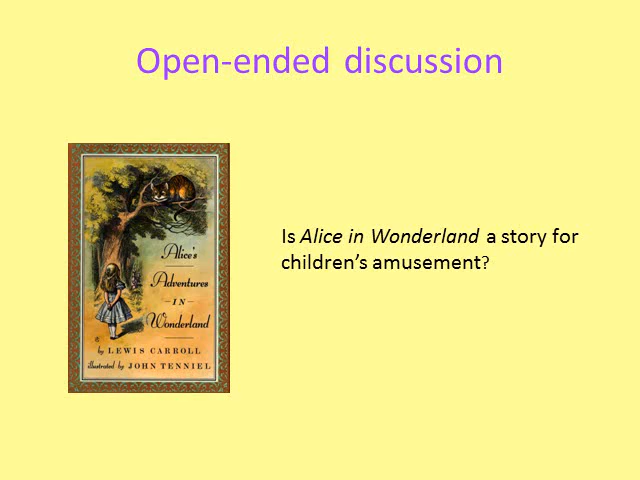 Open-ended discussion
Alice's
Adventures
IN
Wonderland
by LEWIS CARROLL
illustrated by JOHN TENNIEL
Is Alice in Wonderland a story for
children’s amusement?